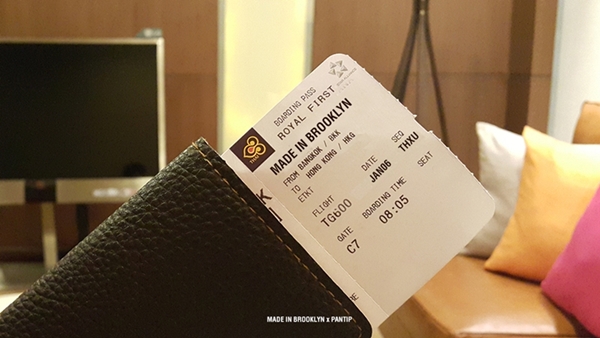 BOARDING PASS
ROYAL FIRST
THAI
MADE IN BROOKLYN
FROM BANGKOK / BKK
TO HONG KONG / HKG
ETKT
FLIGHT DATE SEQ
TG600 JAN06 THXU
GATE BOARDING TIME SEAT
C7 08:05
MADE IN BROOKLYN x PANTIP